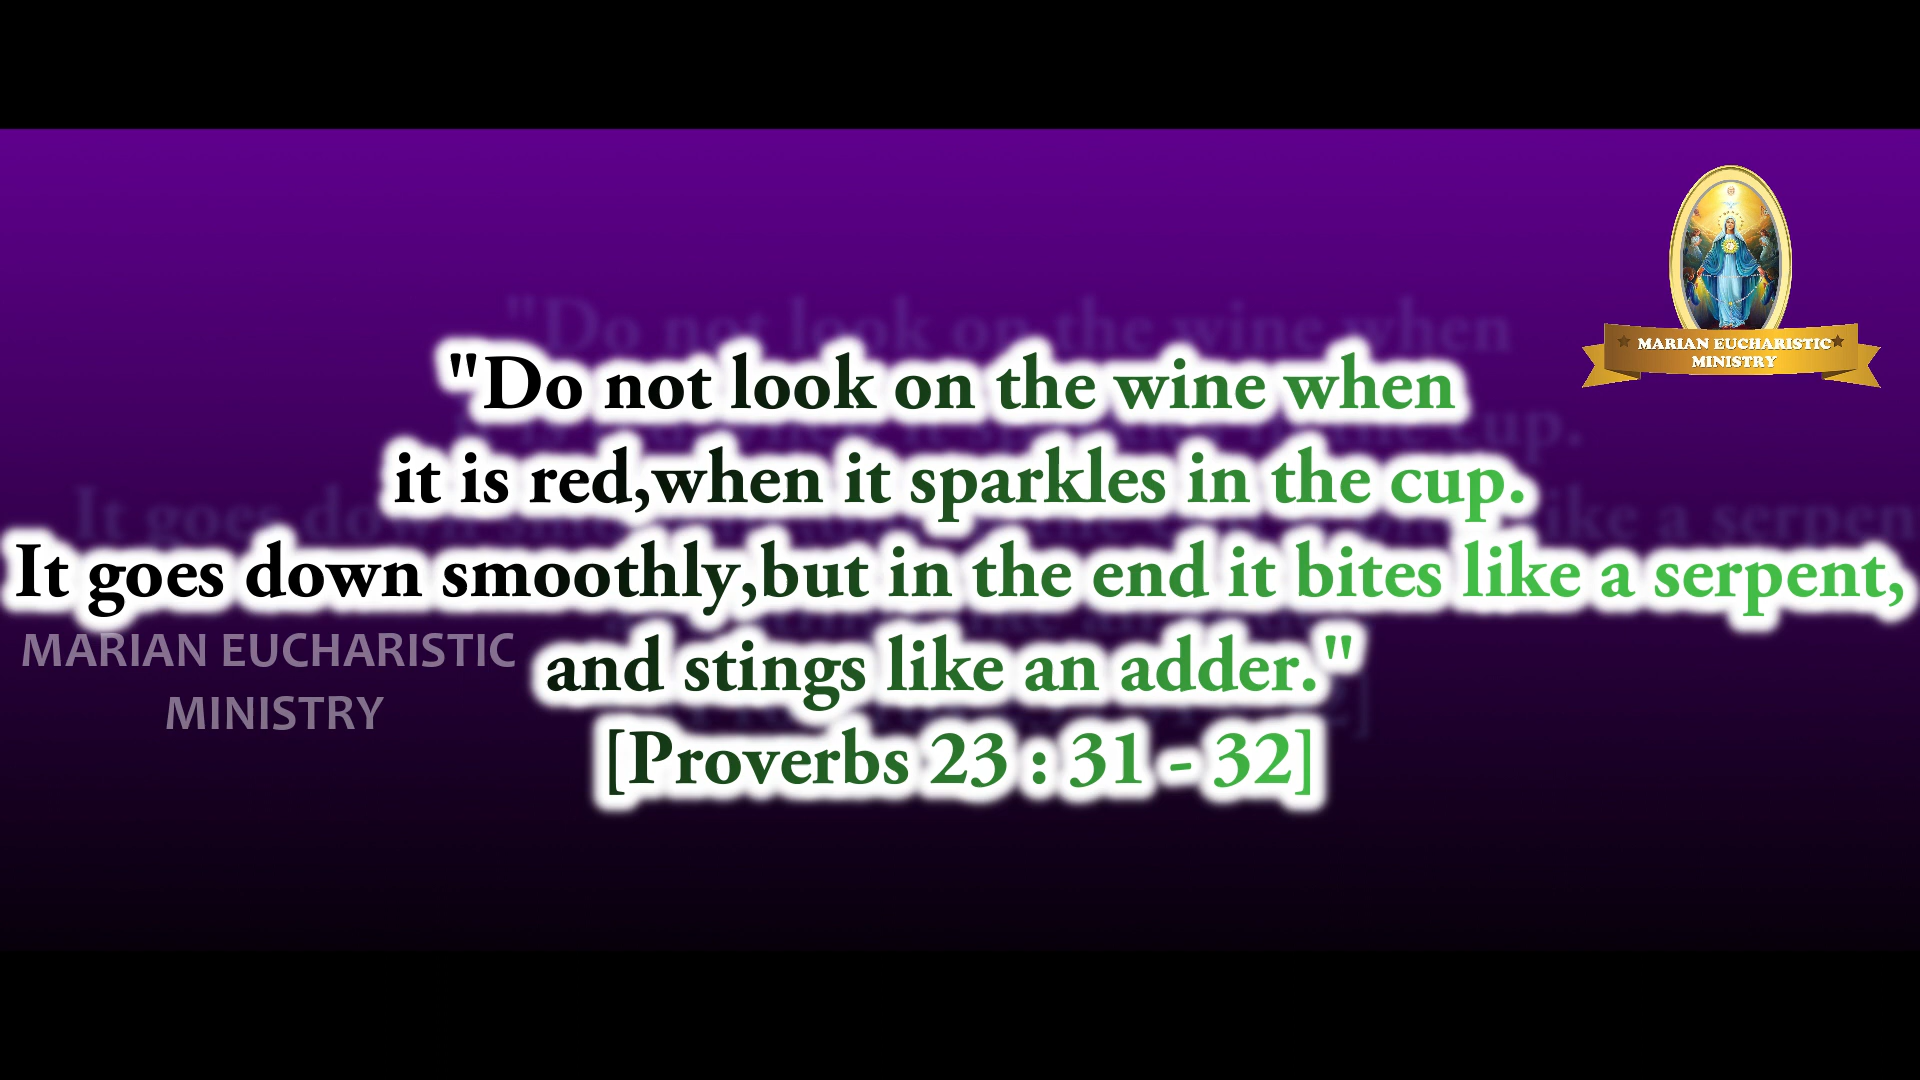 MARIAN EUCHARISTIC
MINISTRY
"Do not look on the wine when
it is red,when it sparkles in the cup.
It goes down smoothly,but in the end it bites like a serpent,
and stings like an adder."
[Proverbs 23 : 31 - 32]
MARIAN EUCHARISTIC
MINISTRY